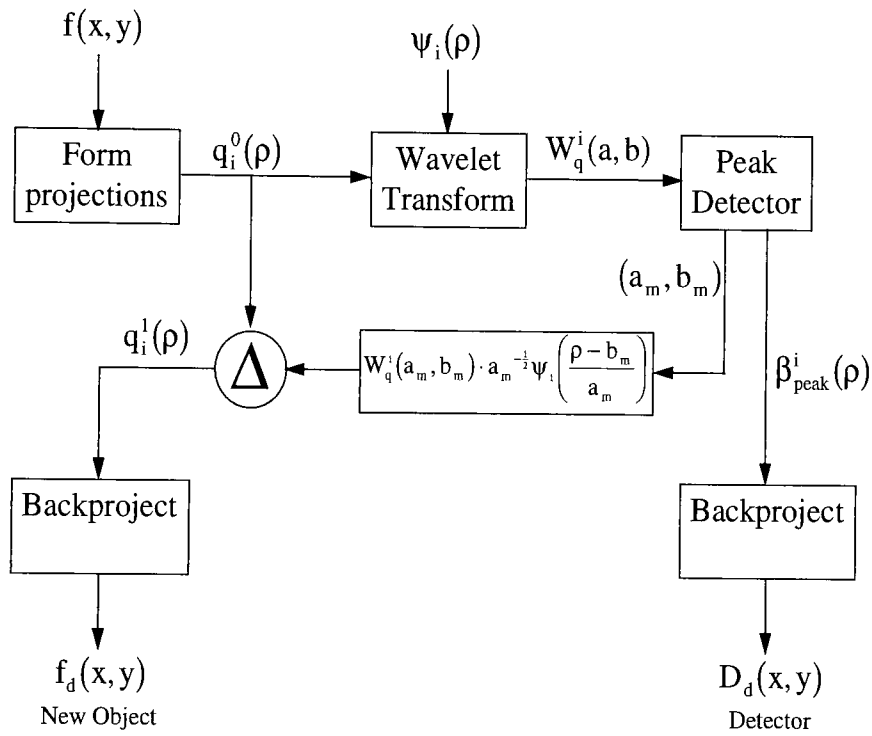 f(x, y)
ψ_i(ρ)
Form
projections
q_i^0(ρ)
Wavelet
Transform
W_q^i(a, b)
Peak
Detector
(a_m, b_m)
q_i^1(ρ)
Δ
W_q^i(a_m, b_m) · a_m^{-1/2} ψ_i((ρ − b_m)/a_m)
β_peak^i(ρ)
Backproject
Backproject
f_d(x, y)
New Object
D_d(x, y)
Detector